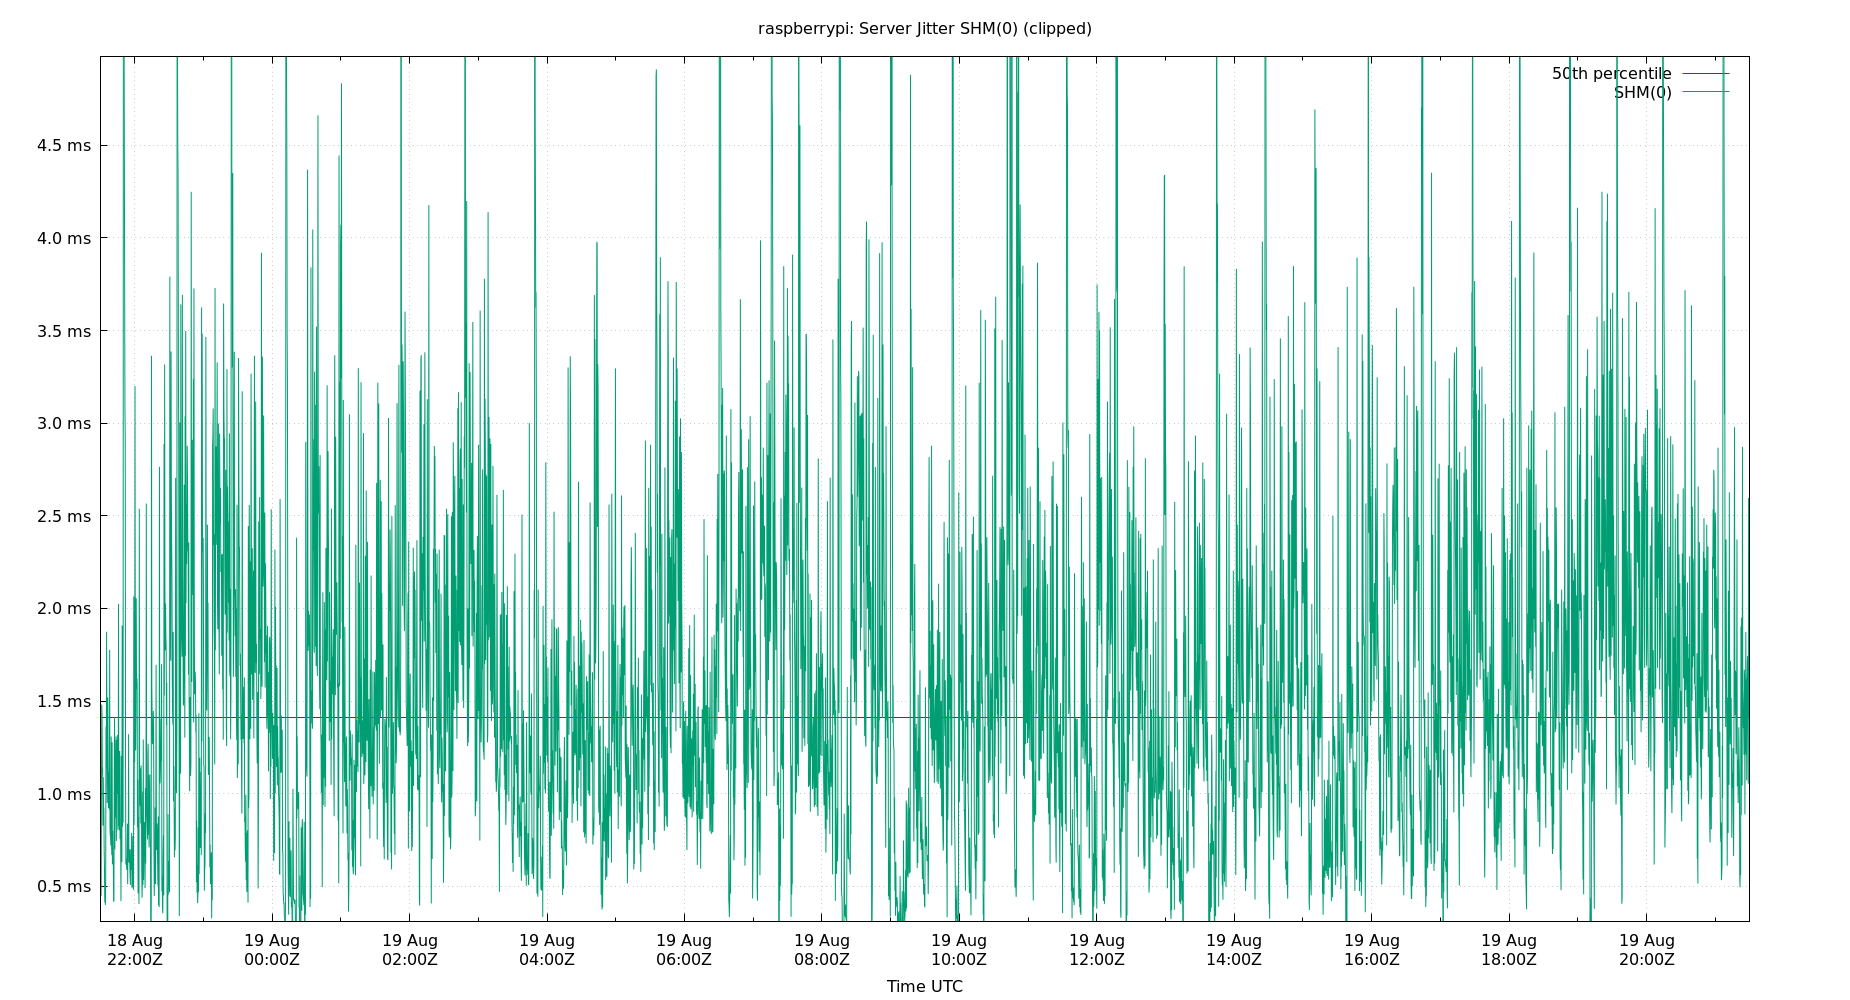 raspberrypi: Server Jitter SHM(0) (clipped)
50th percentile
SHM(0)
4.5 ms
4.0 ms
3.5 ms
3.0 ms
2.5 ms
2.0 ms
1.5 ms
1.0 ms
0.5 ms
18 Aug 19 Aug 19 Aug 19 Aug 19 Aug 19 Aug 19 Aug 19 Aug 19 Aug 19 Aug 19 Aug 19 Aug
22:00Z 00:00Z 02:00Z 04:00Z 06:00Z 08:00Z 10:00Z 12:00Z 14:00Z 16:00Z 18:00Z 20:00Z
Time UTC